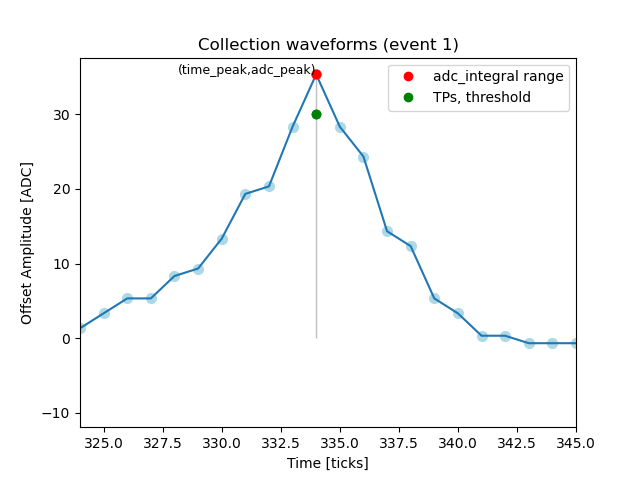 Collection waveforms (event 1)
(time_peak,adc_peak)
adc_integral range
TPs, threshold
Offset Amplitude [ADC]
30
20
10
0
−10
325.0 327.5 330.0 332.5 335.0 337.5 340.0 342.5 345.0
Time [ticks]